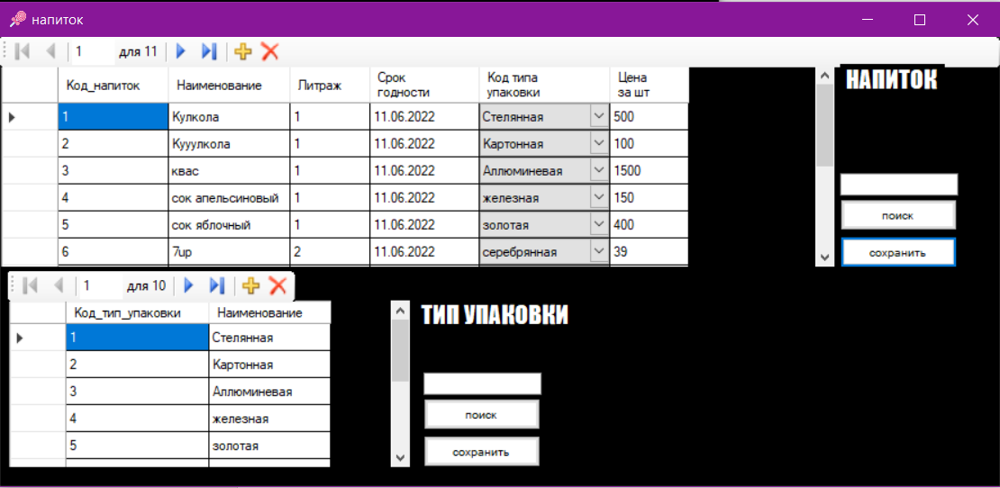 напиток
1 для 11
Код_напиток Наименование Литраж Срок годности Код типа упаковки Цена за шт
НАПИТОК
1 Кулкола 1 11.06.2022 Стелянная 500
2 Кууулкола 1 11.06.2022 Картонная 100
3 квас 1 11.06.2022 Аллюминевая 1500
4 сок апельсиновый 1 11.06.2022 железная 150
5 сок яблочный 1 11.06.2022 золотая 400
6 7up 2 11.06.2022 серебрянная 39
поиск
сохранить
1 для 10
Код_тип_упаковки Наименование
ТИП УПАКОВКИ
1 Стелянная
2 Картонная
3 Аллюминевая
4 железная
5 золотая
поиск
сохранить